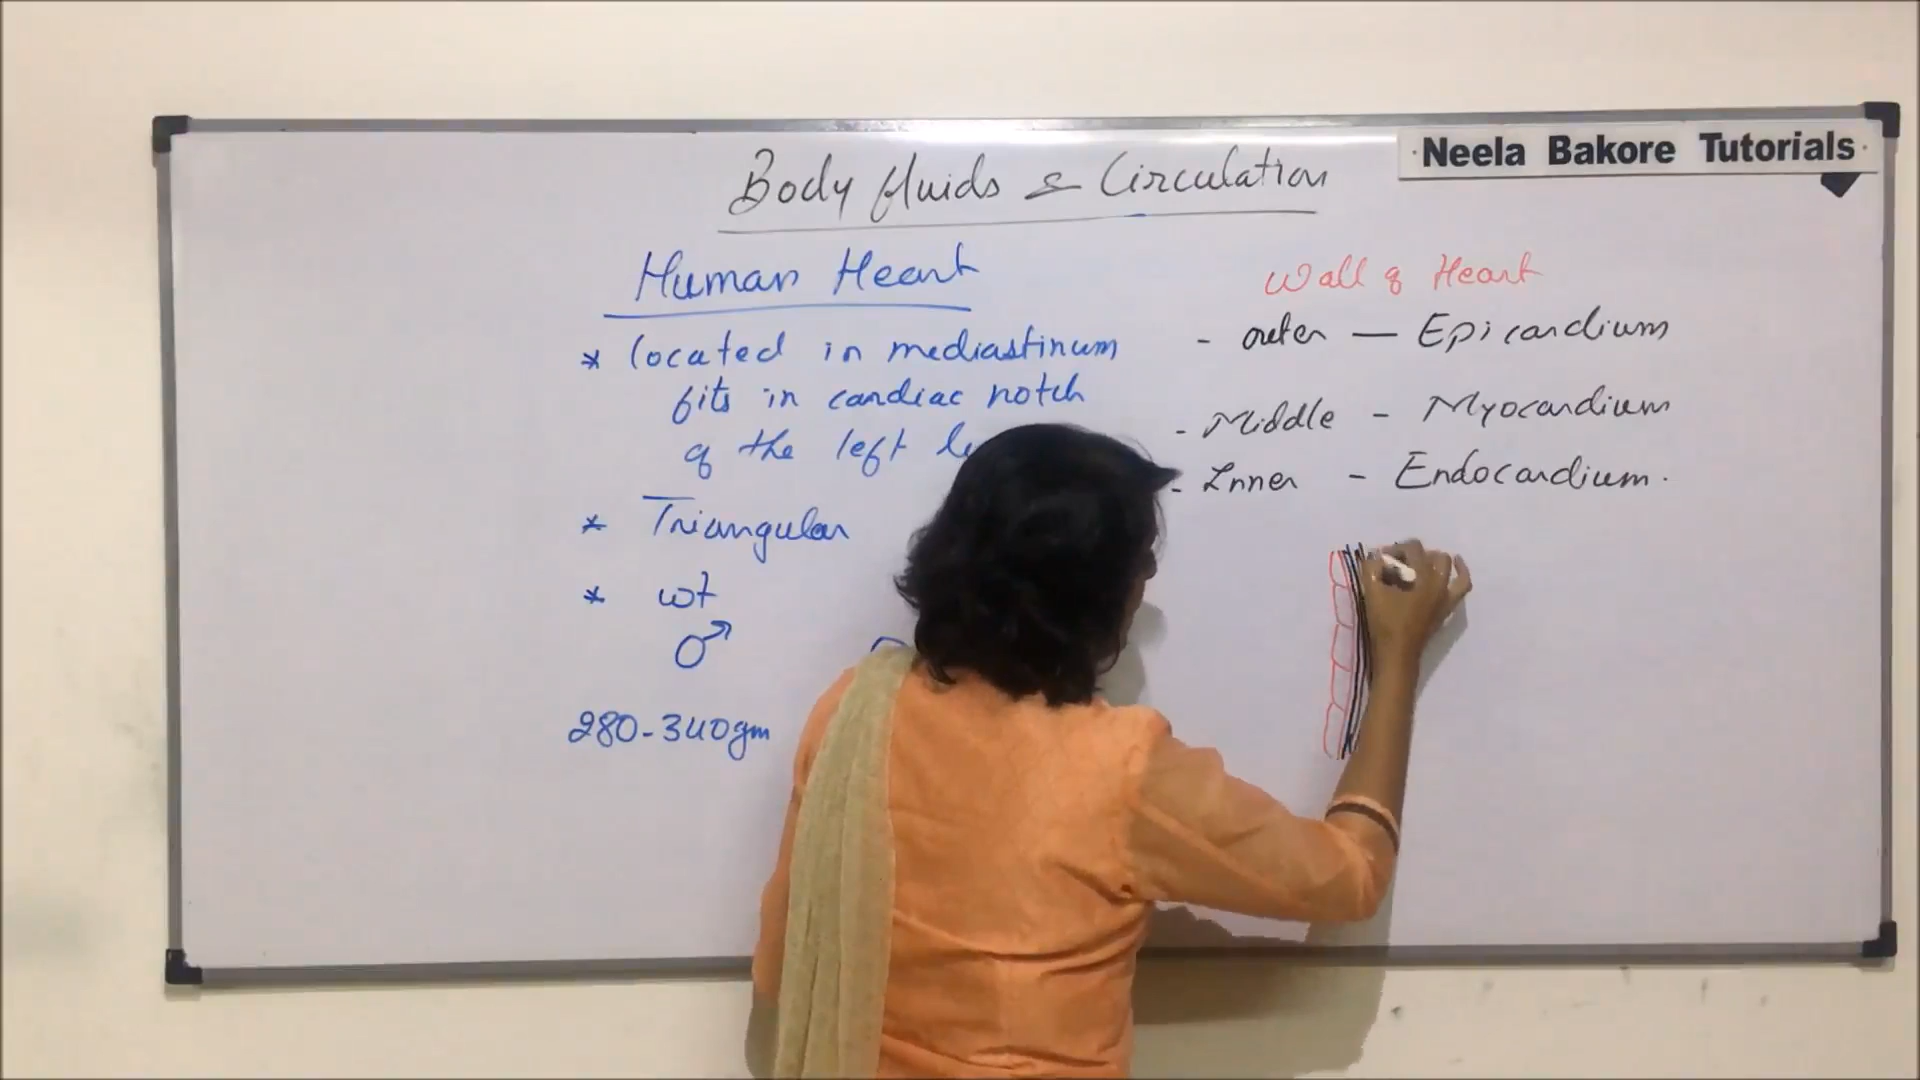 Neela Bakore Tutorials
Body fluids & Circulation
Human Heart
* located in mediastinum
fits in cardiac notch
of the left
* Triangular
* wt
♂
280-340gm
Wall of Heart
- outer — Epicardium
- Middle - Myocardium
- Inner - Endocardium.